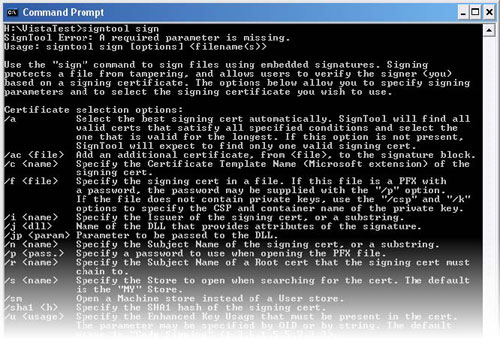 Command Prompt
H:\VistaTest>signtool sign
SignTool Error: A required parameter is missing.
Usage: signtool sign [options] <filename(s)>
Use the "sign" command to sign files using embedded signatures. Signing
protects a file from tampering, and allows users to verify the signer (you)
based on a signing certificate. The options below allow you to specify signing
parameters and to select the signing certificate you wish to use.
Certificate selection options:
/a Select the best signing cert automatically. SignTool will find all
valid certs that satisfy all specified conditions and select the
one that is valid for the longest. If this option is not present,
SignTool will expect to find only one valid signing cert.
/ac <file> Add an additional certificate, from <file>, to the signature block.
/c <name> Specify the Certificate Template Name (Microsoft extension) of the
signing cert.
/f <file> Specify the signing cert in a file. If this file is a PFX with
a password, the password may be supplied with the "/p" option.
If the file does not contain private keys, use the "/csp" and "/k"
options to specify the CSP and container name of the private key.
/i <name> Specify the Issuer of the signing cert, or a substring.
/j <dll> Name of the DLL that provides attributes of the signature.
/jp <param> Parameter to be passed to the DLL.
/n <name> Specify the Subject Name of the signing cert, or a substring.
/p <pass.> Specify a password to use when opening the PFX file.
/r <name> Specify the Subject Name of a Root cert that the signing cert must
chain to.
/s <name> Specify the Store to open when searching for the cert. The default
is the "MY" Store.
/sm Open a Machine store instead of a User store.
/sha1 <h> Specify the SHA1 hash of the signing cert.
/u <usage> Specify the Enhanced Key Usage that must be present in the cert.
The parameter may be specified by OID or by string. The default